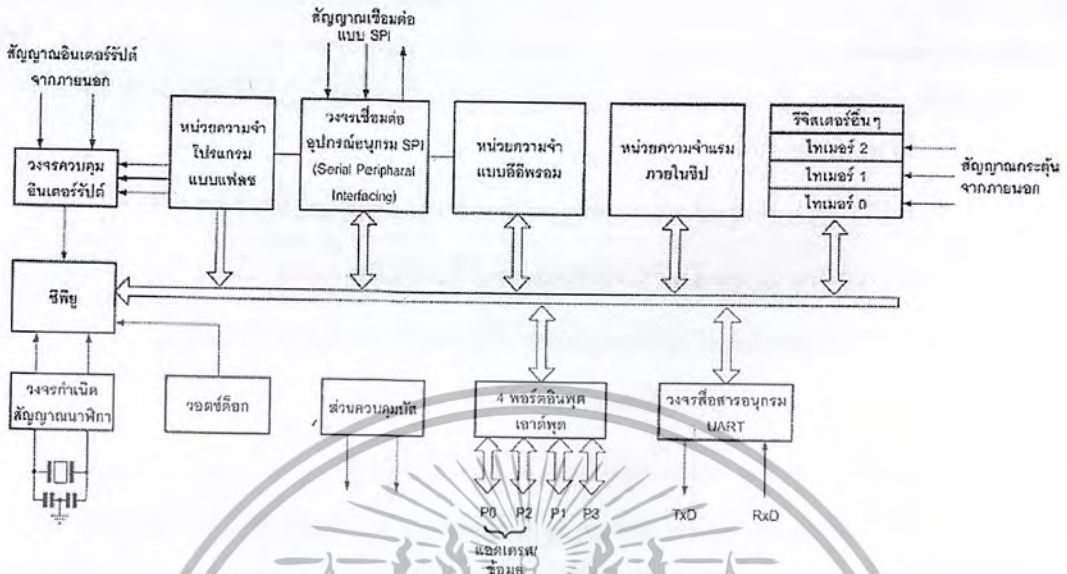 สัญญาณเชื่อมต่อ
แบบ SPI
สัญญาณอินเตอร์รัปต์
จากภายนอก
วงจรควบคุม
อินเตอร์รัปต์
หน่วยความจำ
โปรแกรม
แบบแฟลช
วงจรเชื่อมต่อ
อุปกรณ์อนุกรม SPI
(Serial Peripharal
Interfacing)
หน่วยความจำ
แบบอีอีพรอม
หน่วยความจำแรม
ภายในชิป
รีจิสเตอร์อื่นๆ
ไทเมอร์ 2
ไทเมอร์ 1
ไทเมอร์ 0
สัญญาณกระตุ้น
จากภายนอก
ซีพียู
วงจรกำเนิด
สัญญาณนาฬิกา
วอตช์ด็อก
ส่วนควบคุมบัส
4 พอร์ตอินพุต
เอาต์พุต
วงจรสื่อสารอนุกรม
UART
P0 P2 P1 P3
TxD RxD
แอดเดรส/
ข้อมูล